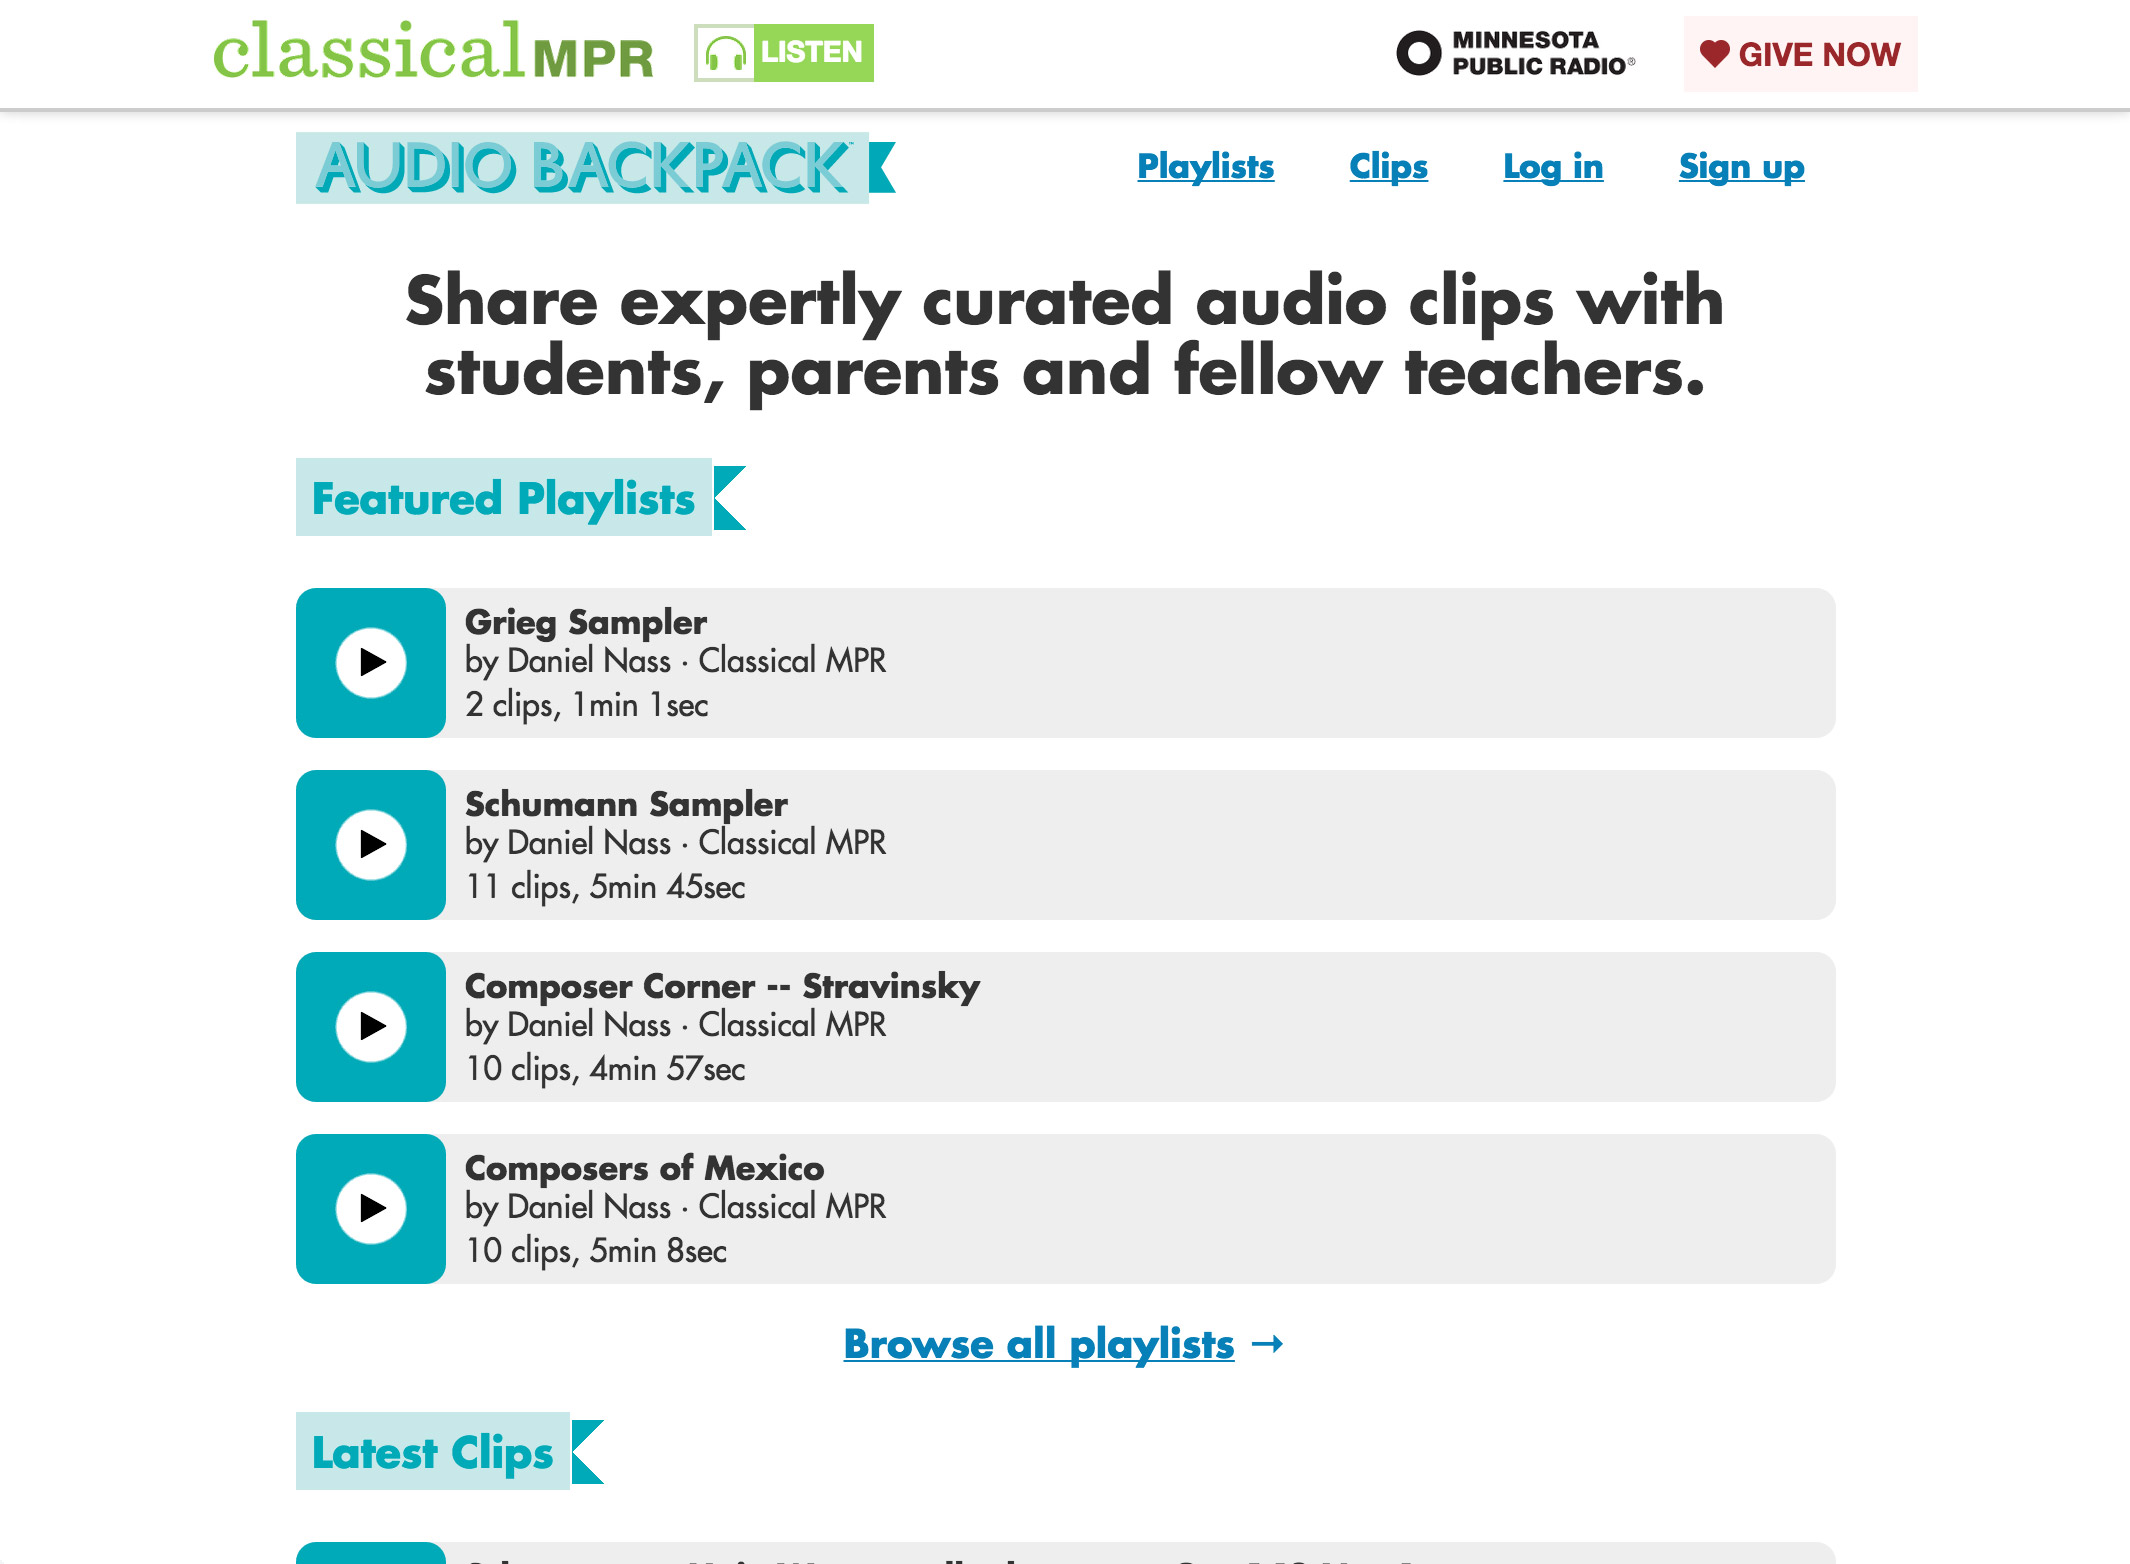 classical MPR LISTEN MINNESOTA PUBLIC RADIO® GIVE NOW
AUDIO BACKPACK™ Playlists Clips Log in Sign up
Share expertly curated audio clips with
students, parents and fellow teachers.
Featured Playlists
Grieg Sampler
by Daniel Nass · Classical MPR
2 clips, 1min 1sec
Schumann Sampler
by Daniel Nass · Classical MPR
11 clips, 5min 45sec
Composer Corner -- Stravinsky
by Daniel Nass · Classical MPR
10 clips, 4min 57sec
Composers of Mexico
by Daniel Nass · Classical MPR
10 clips, 5min 8sec
Browse all playlists →
Latest Clips